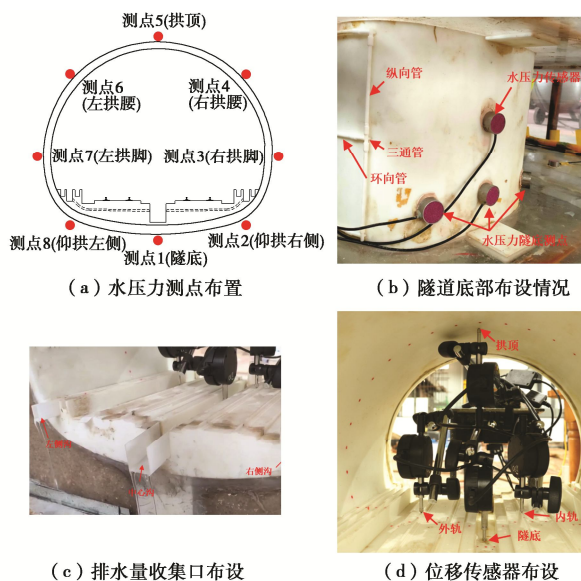 测点5(拱顶)
测点6
(左拱腰)
测点4
(右拱腰)
测点7(左拱脚)
测点3(右拱脚)
测点8(仰拱左侧)
测点2(仰拱右侧)
测点1(隧底)
(a)水压力测点布置
纵向管
水压力传感器
三通管
环向管
水压力隧底测点
(b)隧道底部布设情况
左侧沟
中心沟
右侧沟
(c)排水量收集口布设
拱顶
外轨
内轨
隧底
(d)位移传感器布设